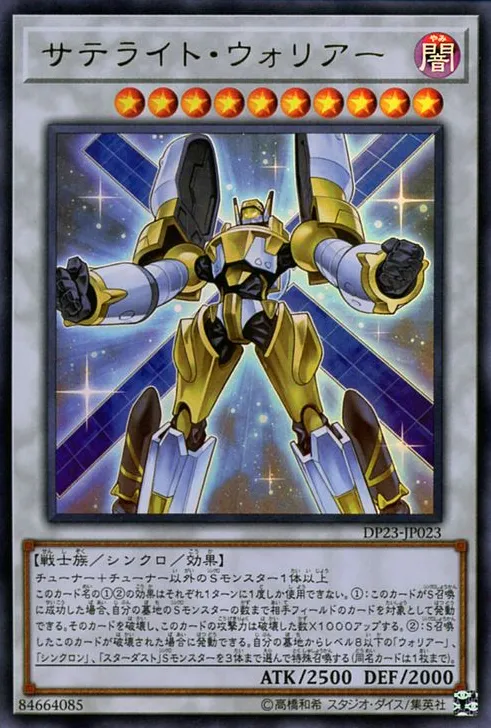 サテライト・ウォリアー
闇
やみ
DP23-JP023
【戦士族／シンクロ／効果】
チューナー＋チューナー以外のSモンスター1体以上
このカード名の①②の効果はそれぞれ1ターンに1度しか使用できない。①：このカードがS召喚
に成功した場合、自分の墓地のSモンスターの数まで相手フィールドのカードを対象として発動
できる。そのカードを破壊し、このカードの攻撃力は破壊した数×1000アップする。②：S召喚
したこのカードが破壊された場合に発動できる。自分の墓地からレベル8以下の「ウォリアー」、
「シンクロン」、「スターダスト」Sモンスターを3体まで選んで特殊召喚する（同名カードは1枚まで）。
ATK/2500 DEF/2000
84664085
©高橋和希 スタジオ・ダイス/集英社